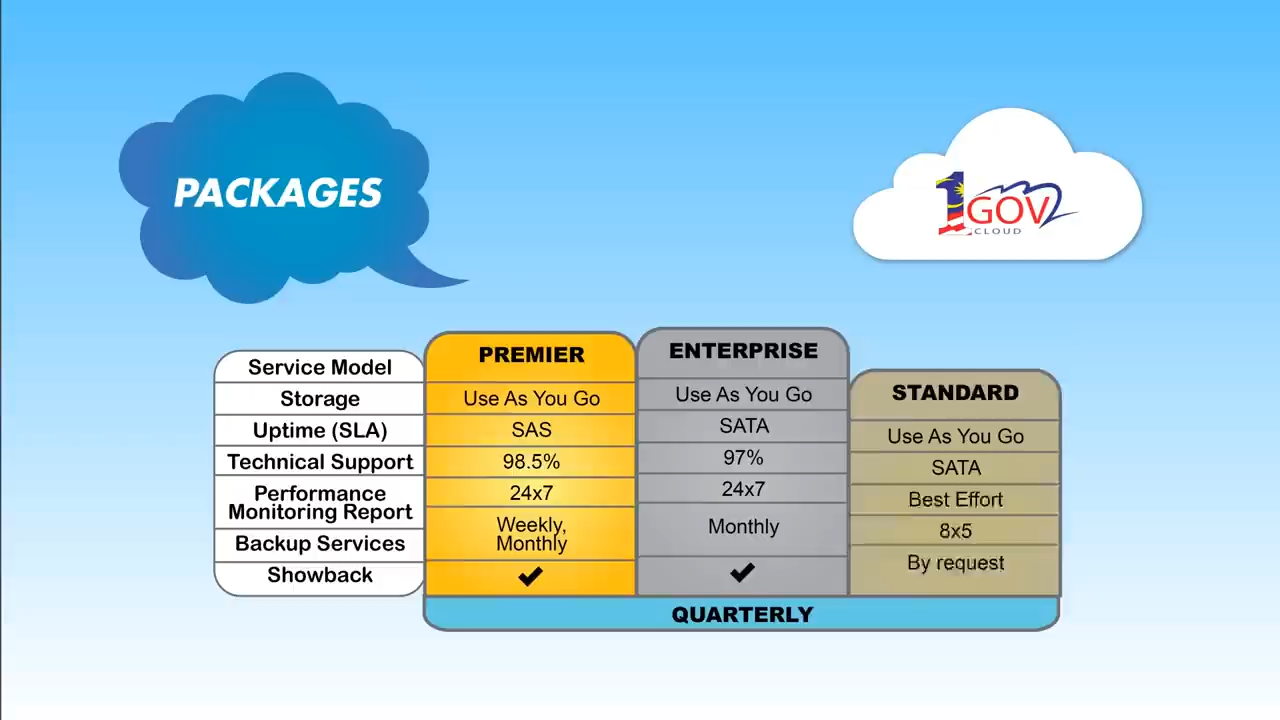 PACKAGES
1GOV
CLOUD
PREMIER
ENTERPRISE
STANDARD
Service Model
Use As You Go
Use As You Go
Use As You Go
Storage
SAS
SATA
SATA
Uptime (SLA)
98.5%
97%
Best Effort
Technical Support
24x7
24x7
8x5
Performance
Monitoring Report
Weekly,
Monthly
Monthly
By request
Backup Services
✔
✔
Showback
QUARTERLY